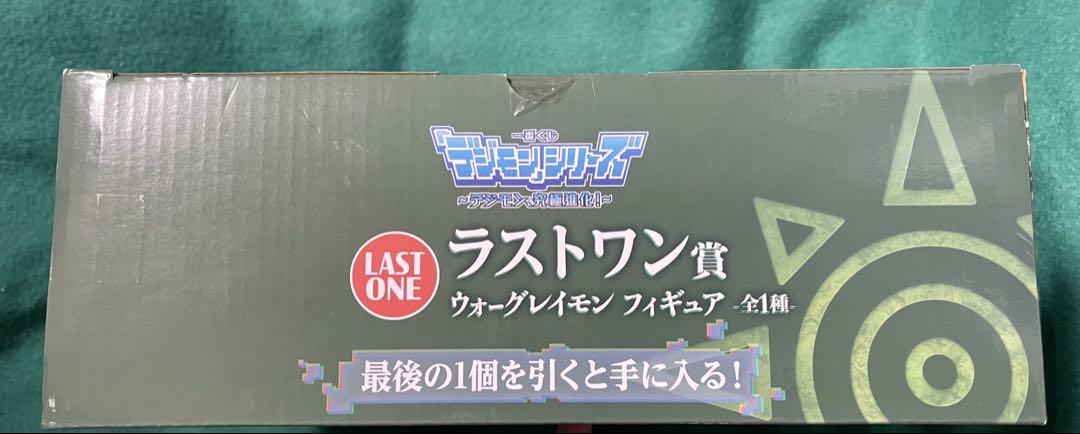 一番くじ
『デジモン』シリーズ
~デジモン、究極進化!~
LAST
ONE
ラストワン賞
ウォーグレイモン フィギュア -全1種-
最後の1個を引くと手に入る!